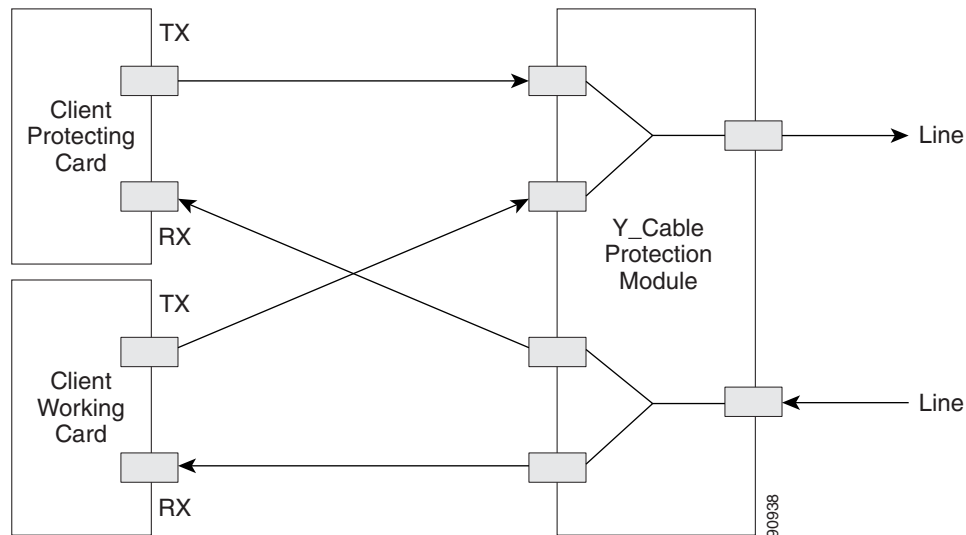 TX
Client
Protecting
Card
RX
TX
Client
Working
Card
RX
Y_Cable
Protection
Module
Line
Line
90938